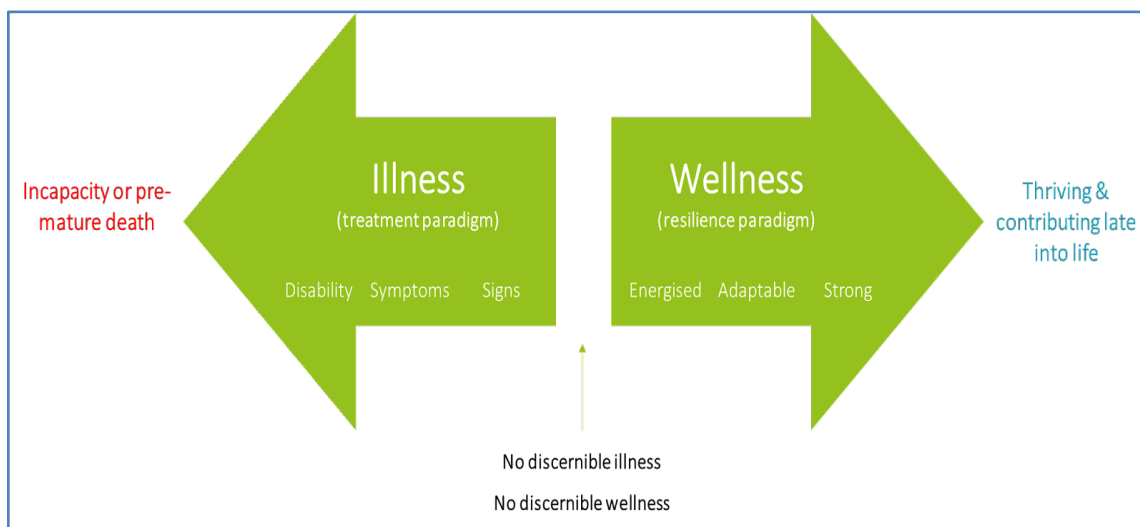 Incapacity or pre-
mature death
Illness
(treatment paradigm)
Disability Symptoms Signs
Wellness
(resilience paradigm)
Energised Adaptable Strong
Thriving &
contributing late
into life
No discernible illness
No discernible wellness